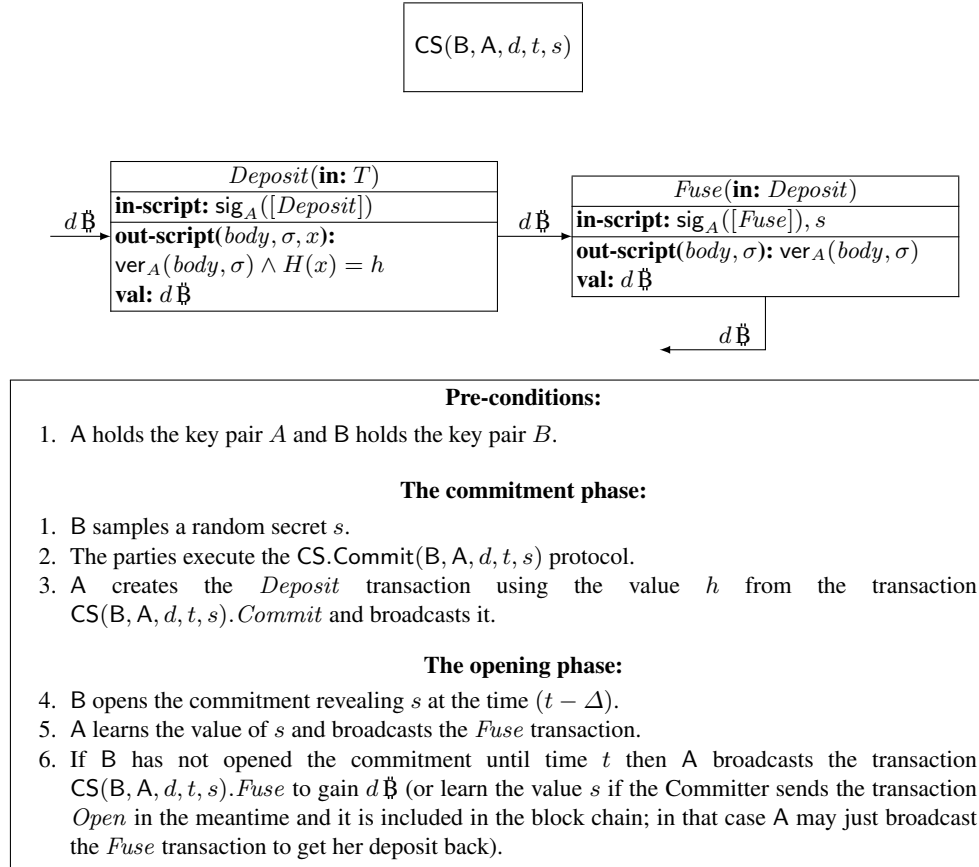 CS(B, A, d, t, s)
Deposit(in: T)
in-script: sig_A([Deposit])
out-script(body, σ, x):
ver_A(body, σ) ∧ H(x) = h
val: d ₿
d ₿
d ₿
Fuse(in: Deposit)
in-script: sig_A([Fuse]), s
out-script(body, σ): ver_A(body, σ)
val: d ₿
d ₿
Pre-conditions:
1. A holds the key pair A and B holds the key pair B.
The commitment phase:
1. B samples a random secret s.
2. The parties execute the CS.Commit(B, A, d, t, s) protocol.
3. A creates the Deposit transaction using the value h from the transaction
CS(B, A, d, t, s).Commit and broadcasts it.
The opening phase:
4. B opens the commitment revealing s at the time (t − Δ).
5. A learns the value of s and broadcasts the Fuse transaction.
6. If B has not opened the commitment until time t then A broadcasts the transaction
CS(B, A, d, t, s).Fuse to gain d ₿ (or learn the value s if the Committer sends the transaction
Open in the meantime and it is included in the block chain; in that case A may just broadcast
the Fuse transaction to get her deposit back).